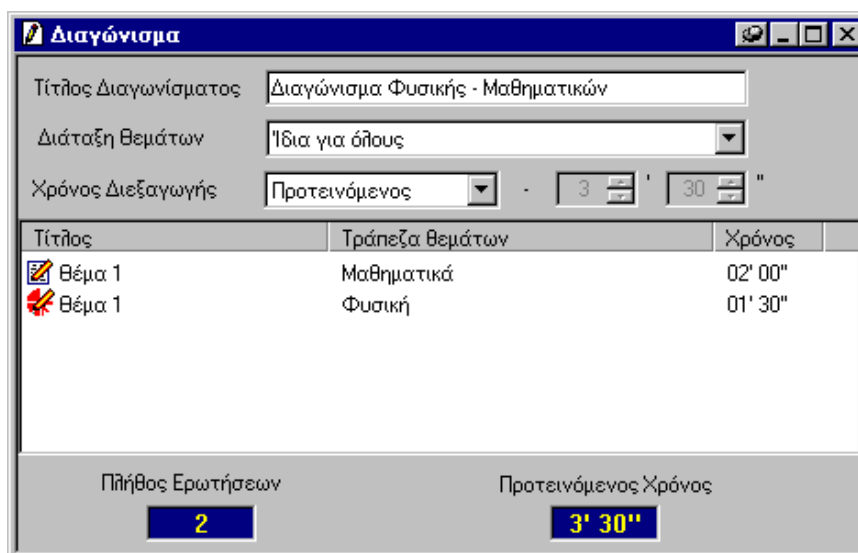 Διαγώνισμα
Τίτλος Διαγωνίσματος Διαγώνισμα Φυσικής - Μαθηματικών
Διάταξη Θεμάτων Ίδια για όλους
Χρόνος Διεξαγωγής Προτεινόμενος - 3 ' 30 "
Τίτλος Τράπεζα θεμάτων Χρόνος
Θέμα 1 Μαθηματικά 02' 00"
Θέμα 1 Φυσική 01' 30"
Πλήθος Ερωτήσεων Προτεινόμενος Χρόνος
2 3' 30"